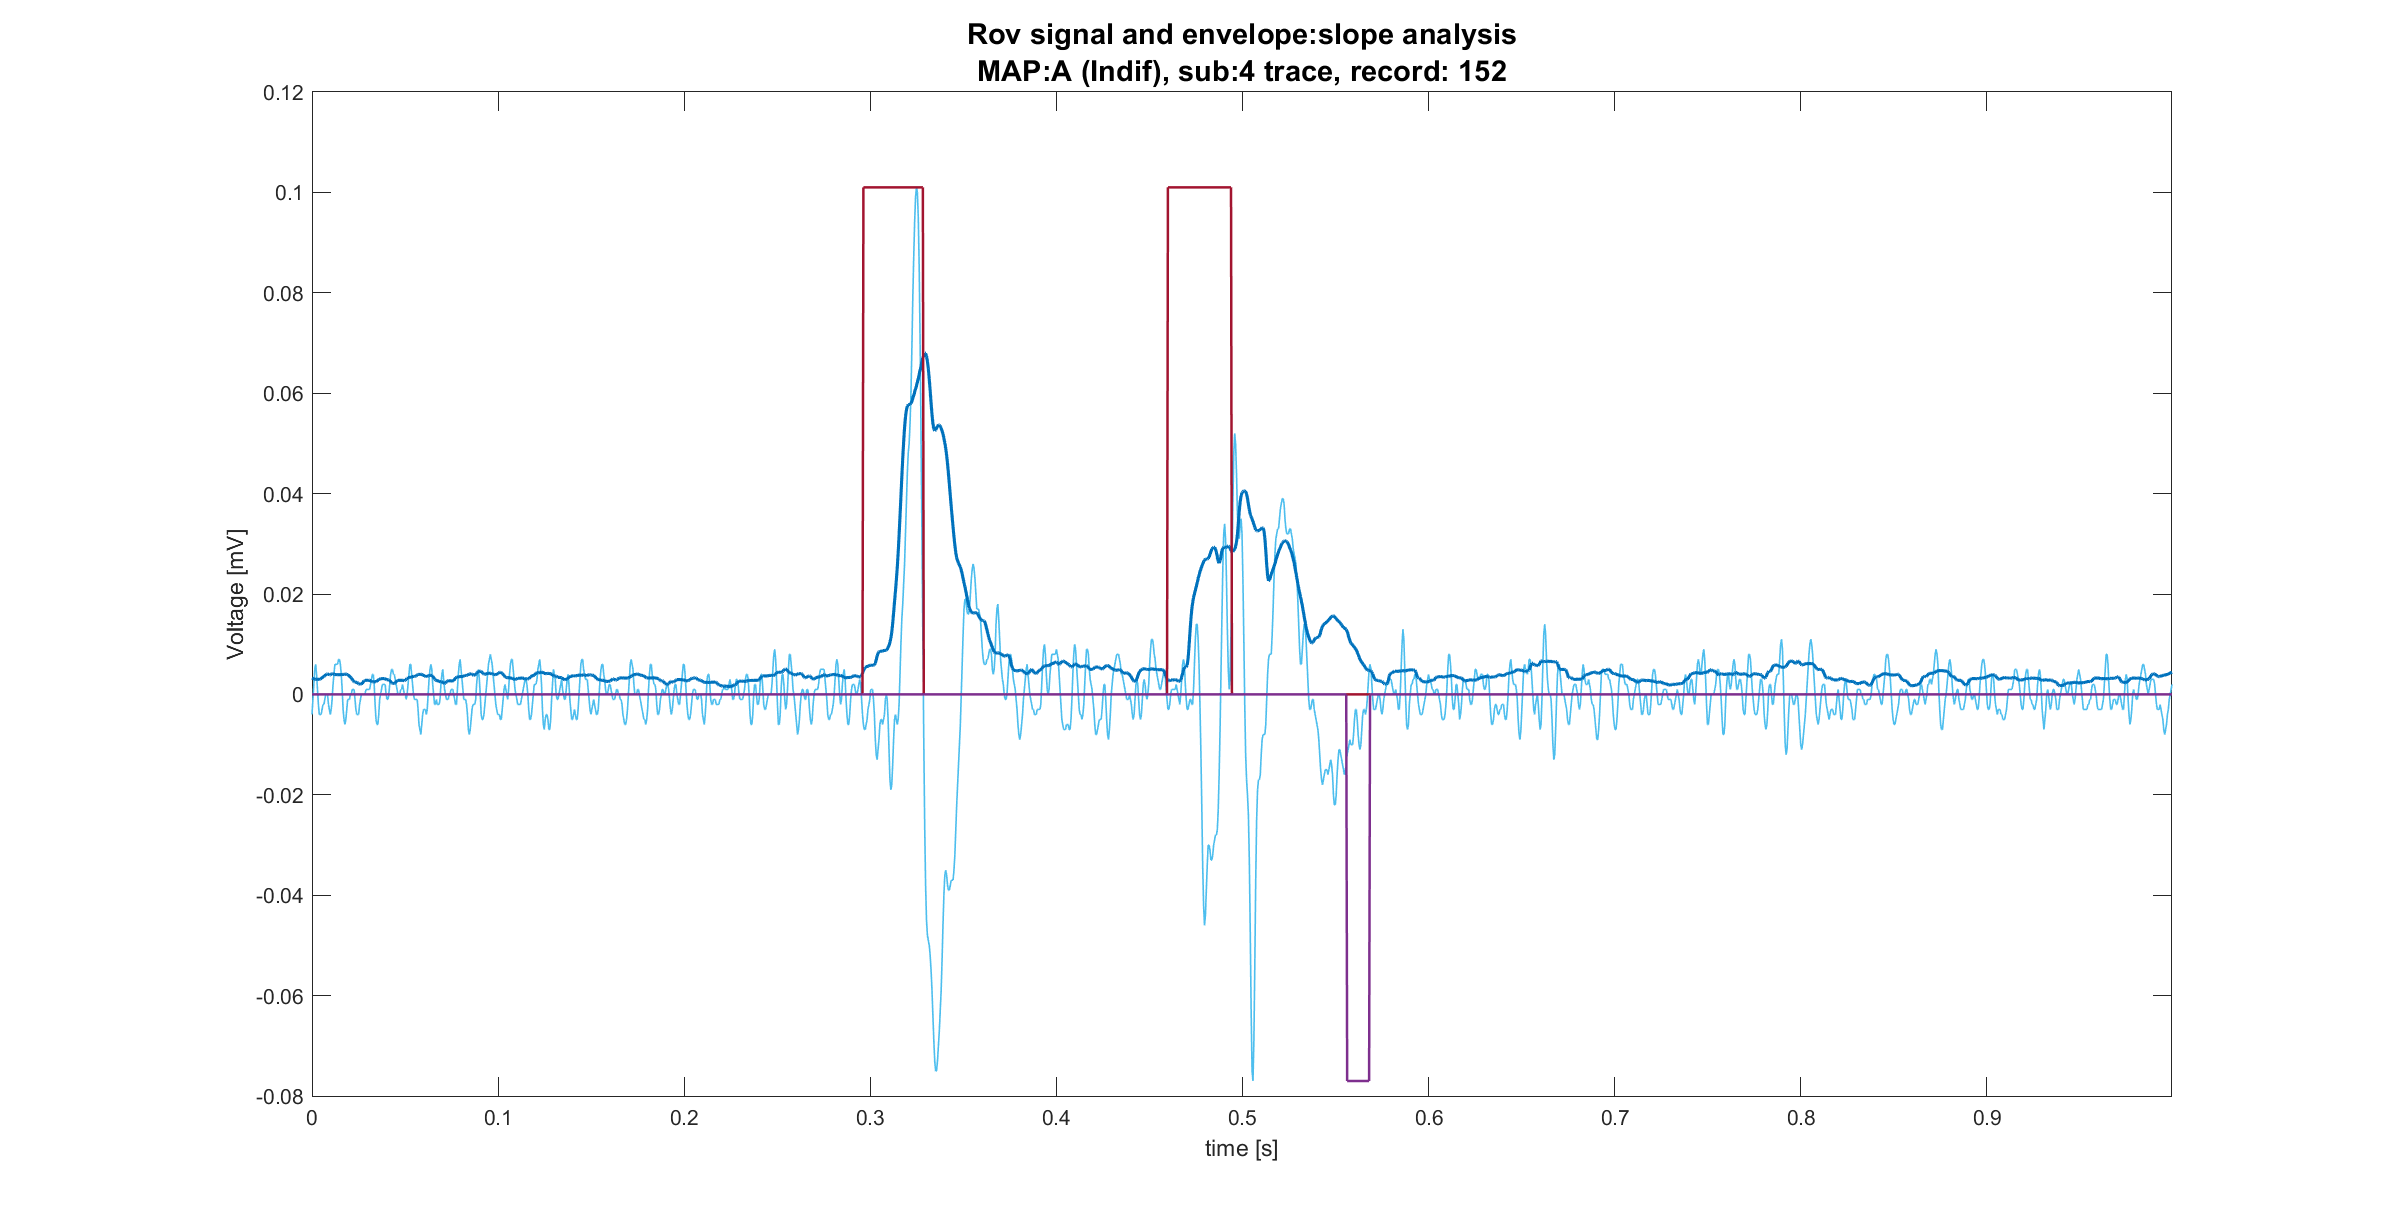 Rov signal and envelope:slope analysis
MAP:A (Indif), sub:4 trace, record: 152
0.12
0.1
0.08
0.06
0.04
0.02
0
-0.02
-0.04
-0.06
-0.08
Voltage [mV]
0 0.1 0.2 0.3 0.4 0.5 0.6 0.7 0.8 0.9
time [s]